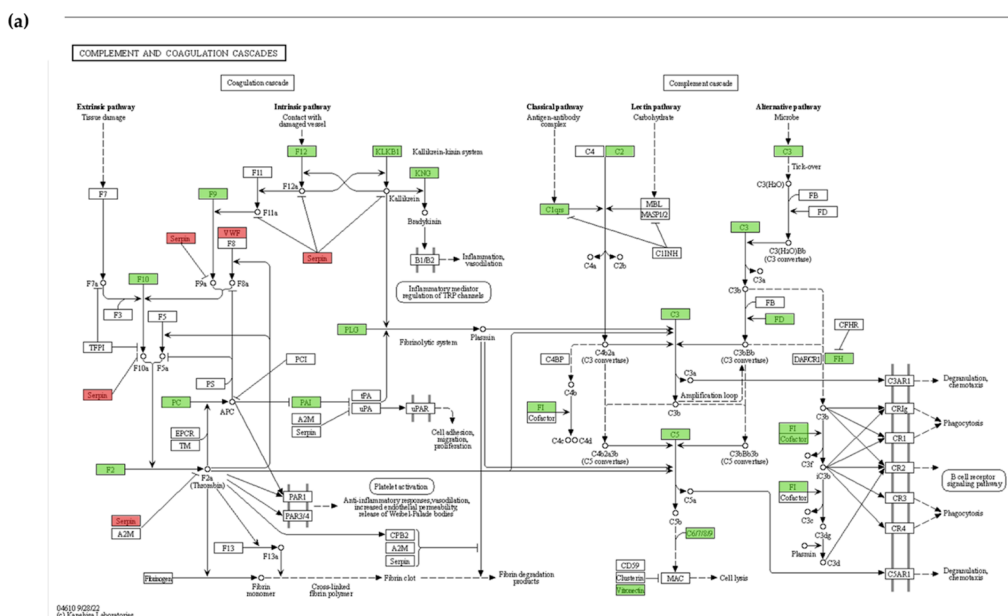 (a)
COMPLEMENT AND COAGULATION CASCADES
Coagulation cascade
Complement cascade
Extrinsic pathway
Tissue damage
Intrinsic pathway
Contact with
damaged vessel
Classical pathway
Antigen-antibody
complex
Lectin pathway
Carbohydrate
Alternative pathway
Microbe
F12
KLKB1
Kallikrein-kinin system
C4
C2
C3
Tick-over
F7
F11
F12a
KNG
Kallikrein
F9
F11a
Bradykinin
C1qrs
MBL
MASP1/2
C3(H2O)
FB
FD
Serpin
VWF
F8
Serpin
B1/B2
Inflammation,
vasodilation
C4a
C2b
C1INH
C3
C3(H2O)Bb
(C3 convertase)
C3a
F7a
F10
F9a
F8a
Inflammatory mediator
regulation of TRP channels
C3b
FB
F3
F5
PLG
Plasmin
C3
FD
CFHR
TFPI
F10a
F5a
PCI
Fibrinolytic system
C4BP
C4b2a
(C3 convertase)
C3bBb
(C3 convertase)
DAF/CR1
FH
Serpin
PS
C4b
C3a
C3AR1
Degranulation,
chemotaxis
PC
APC
PAI
tPA
uPA
uPAR
A2M
Serpin
FI
Cofactor
Amplification loop
C3b
C3b
CRIg
Phagocytosis
EPCR
TM
Cell adhesion,
migration,
proliferation
C4c
C4d
C5
FI
Cofactor
CR1
F2
F2a
(Thrombin)
C4b2a3b
(C5 convertase)
C3bBb3b
(C5 convertase)
C3f
iC3b
CR2
B cell receptor
signaling pathway
Platelet activation
PAR1
PAR3/4
Anti-inflammatory responses, vasodilation,
increased endothelial permeability,
release of Weibel-Palade bodies
C5a
FI
Cofactor
CR3
Phagocytosis
Serpin
A2M
C5b
C3c
C3dg
CR4
F13
F13a
CPB2
A2M
Serpin
C6/7/8/9
Plasmin
C3d
Fibrinogen
Fibrin
monomer
Cross-linked
fibrin polymer
Fibrin clot
Fibrin degradation
products
CD59
Clusterin
Vitronectin
MAC
Cell lysis
C5AR1
Degranulation,
chemotaxis
04610 9/28/22
(c) Kanehisa Laboratories